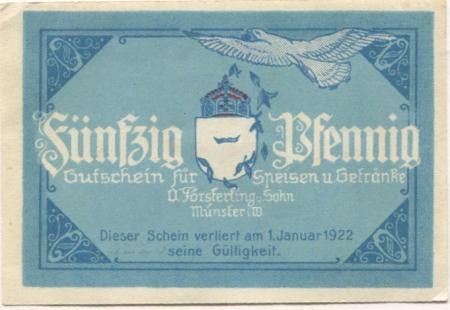 Fünfzig Pfennig
Gutschein für Speisen u. Getränke
O. Försterling u. Sohn
Münster i/W
Dieser Schein verliert am 1. Januar 1922
seine Gültigkeit.